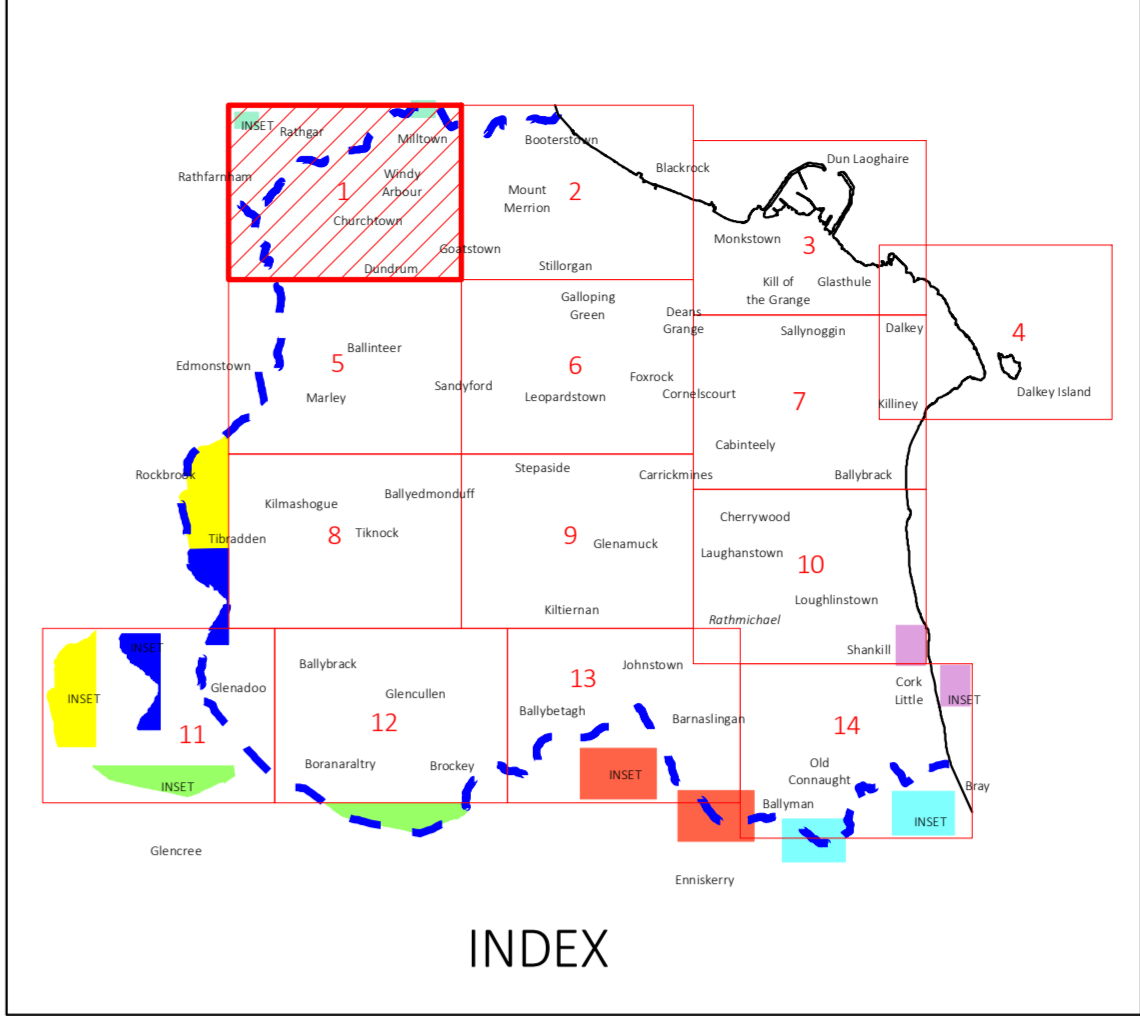 INSET
Rathgar
Milltown
Booterstown
Dun Laoghaire
Blackrock
Rathfarnham
Windy
Arbour
1
Mount
Merrion
2
Churchtown
Monkstown
3
Goatstown
Dundrum
Stillorgan
Kill of
the Grange
Glasthule
Galloping
Green
Deans
Grange
Sallynoggin
Dalkey
4
Edmonstown
5
Ballinteer
6
Sandyford
Foxrock
Cornelscourt
Dalkey Island
Marley
Leopardstown
7
Killiney
Cabinteely
Rockbrook
Stepaside
Carrickmines
Ballybrack
Kilmashogue
Ballyedmonduff
Cherrywood
Tibradden
8
Tiknock
9
Glenamuck
Laughanstown
10
Loughlinstown
Kiltiernan
Rathmichael
INSET
Shankill
Ballybrack
Johnstown
INSET
Glenadoo
Glencullen
13
Cork
Little
INSET
11
12
Ballybetagh
Barnaslingan
14
Boranaraltry
Brockey
INSET
Old
Connaught
INSET
Bray
Ballyman
INSET
Glencree
Enniskerry
INDEX